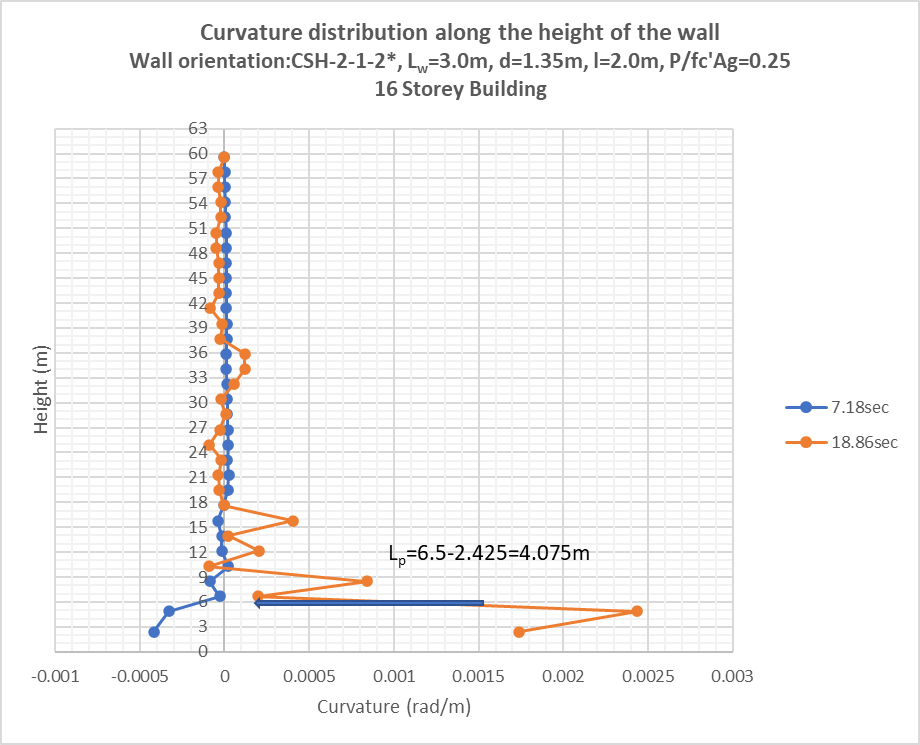 Curvature distribution along the height of the wall
Wall orientation:CSH-2-1-2*, Lw=3.0m, d=1.35m, l=2.0m, P/fc'Ag=0.25
16 Storey Building
63
60
57
54
51
48
45
42
39
36
33
30
27
24
21
18
15
12
9
6
3
0
Height (m)
Lp=6.5-2.425=4.075m
7.18sec
18.86sec
-0.001 -0.0005 0 0.0005 0.001 0.0015 0.002 0.0025 0.003
Curvature (rad/m)